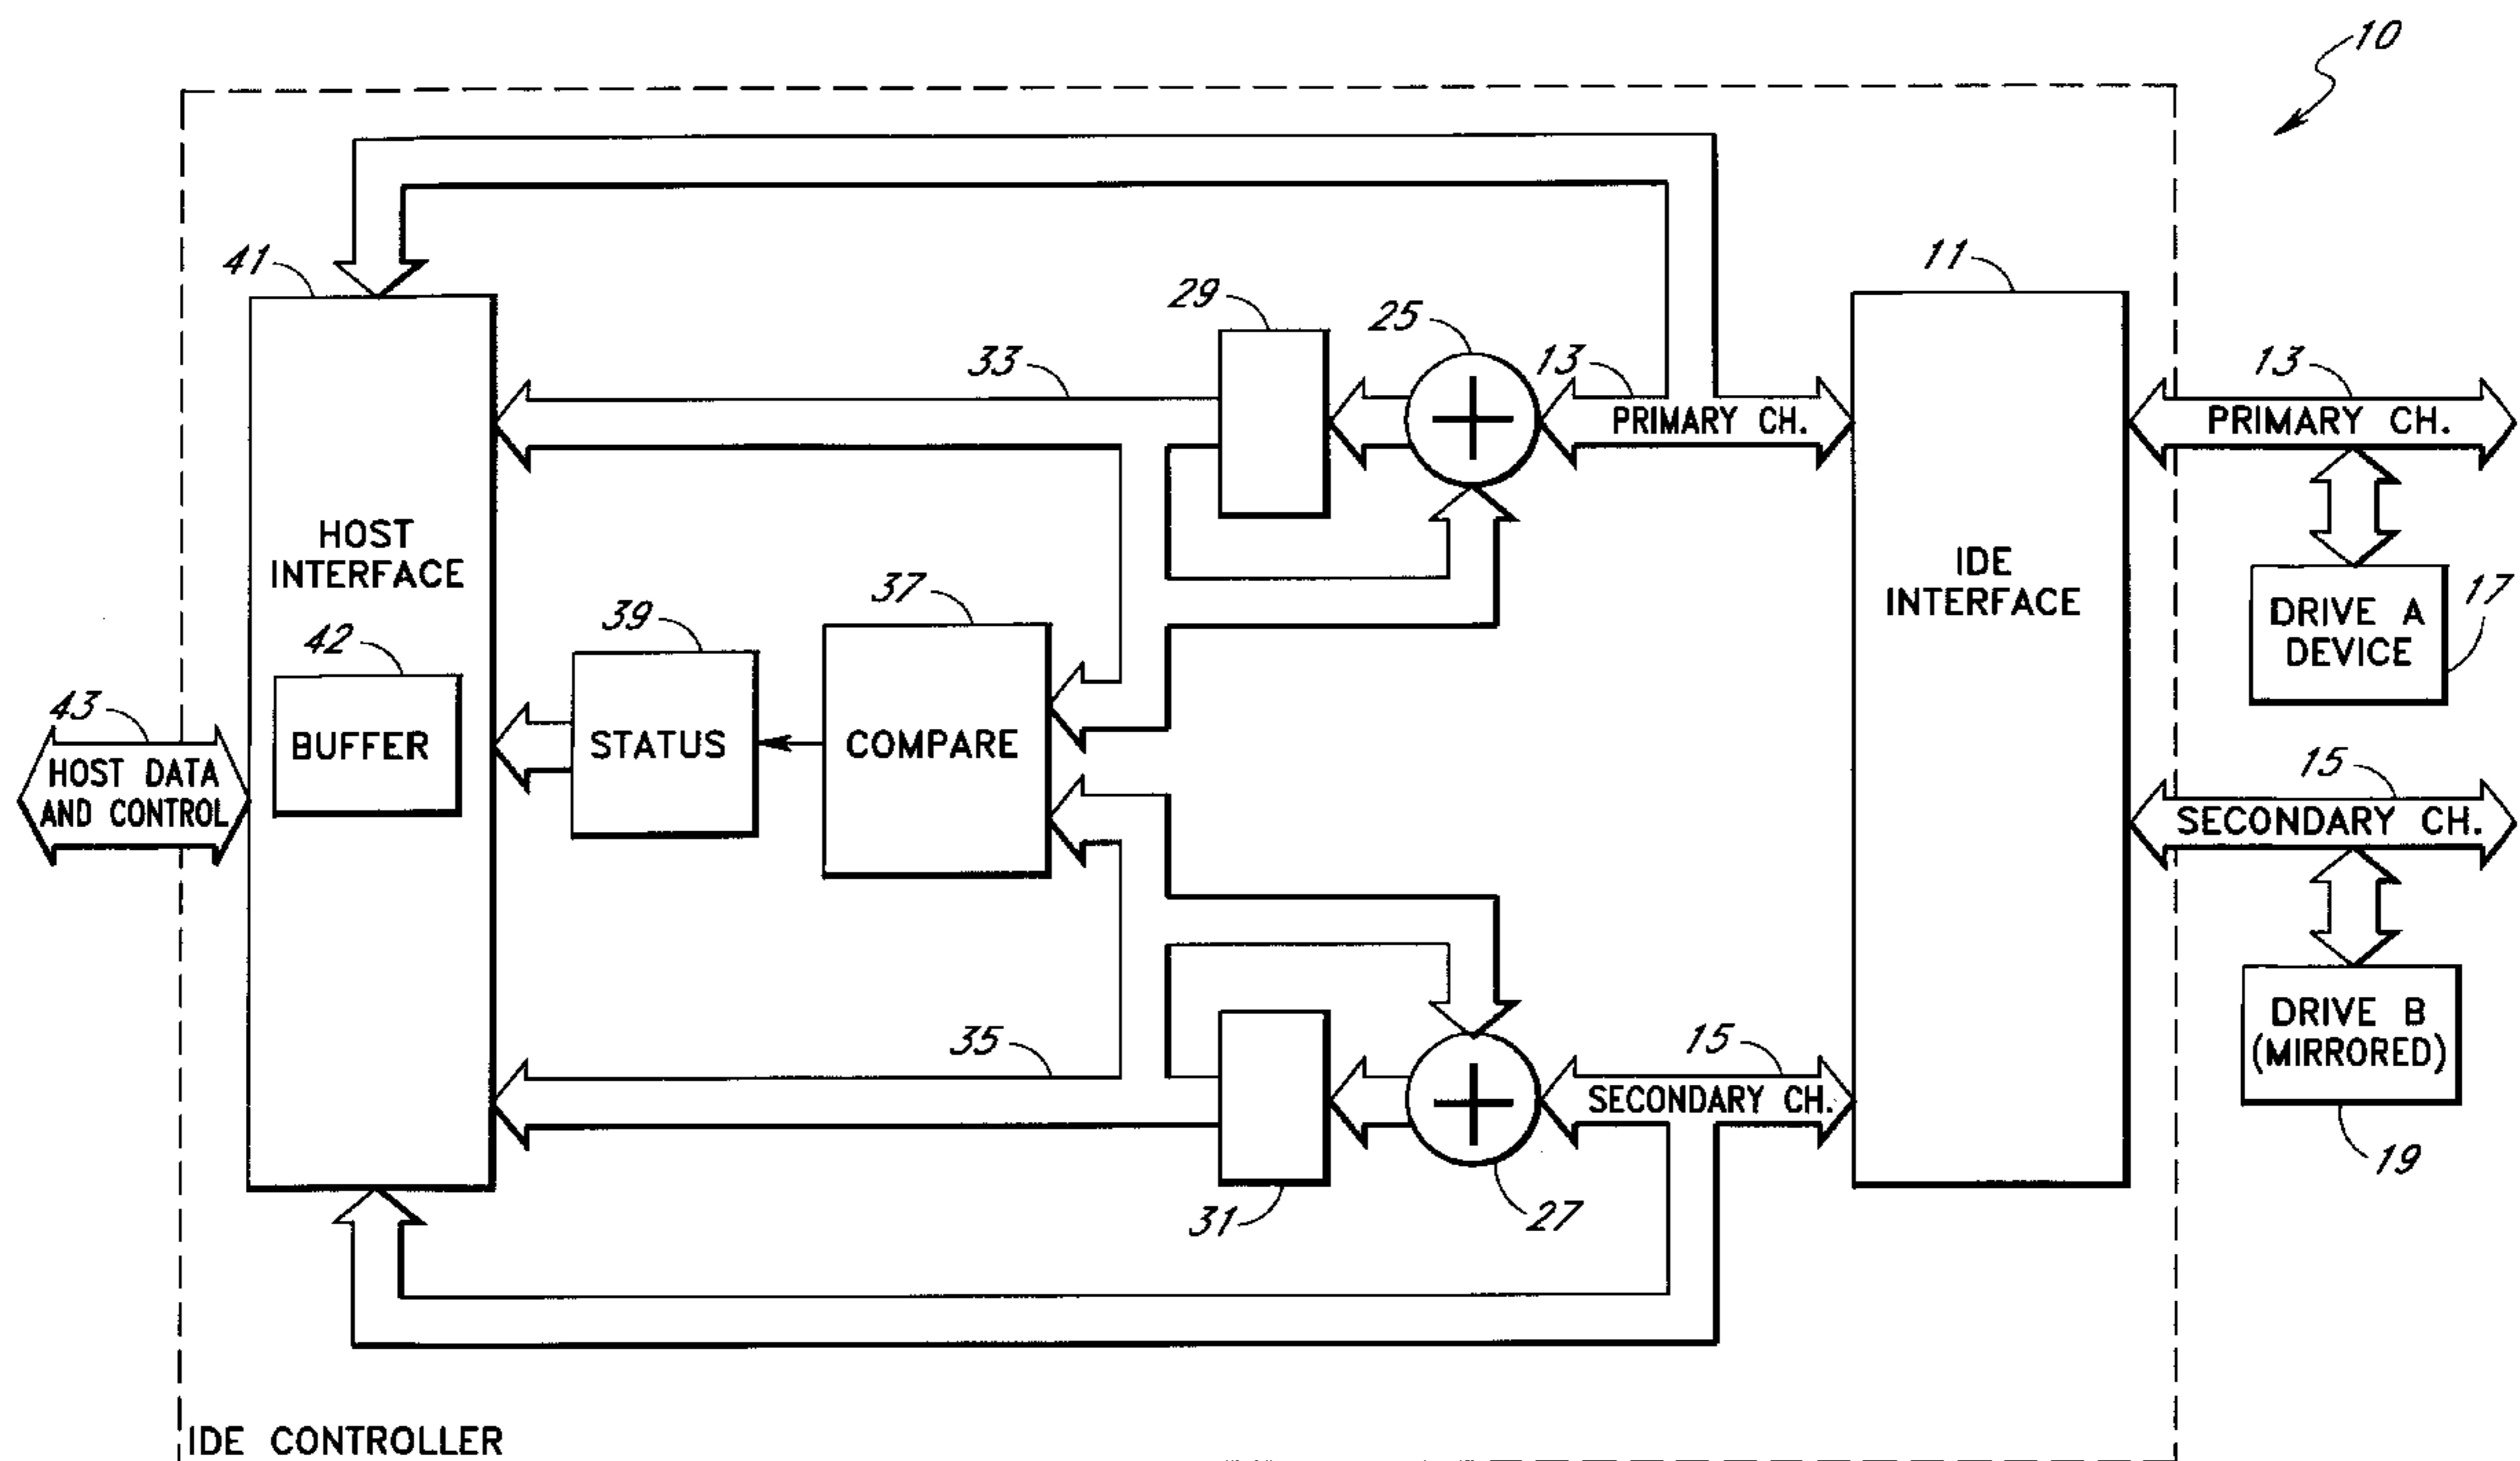 10
41
11
29
25
33
13
13
PRIMARY CH.
PRIMARY CH.
HOST
INTERFACE
IDE
INTERFACE
37
39
17
DRIVE A
DEVICE
42
43
BUFFER
STATUS
COMPARE
HOST DATA
AND CONTROL
15
SECONDARY CH.
35
15
SECONDARY CH.
DRIVE B
(MIRRORED)
19
31
27
IDE CONTROLLER